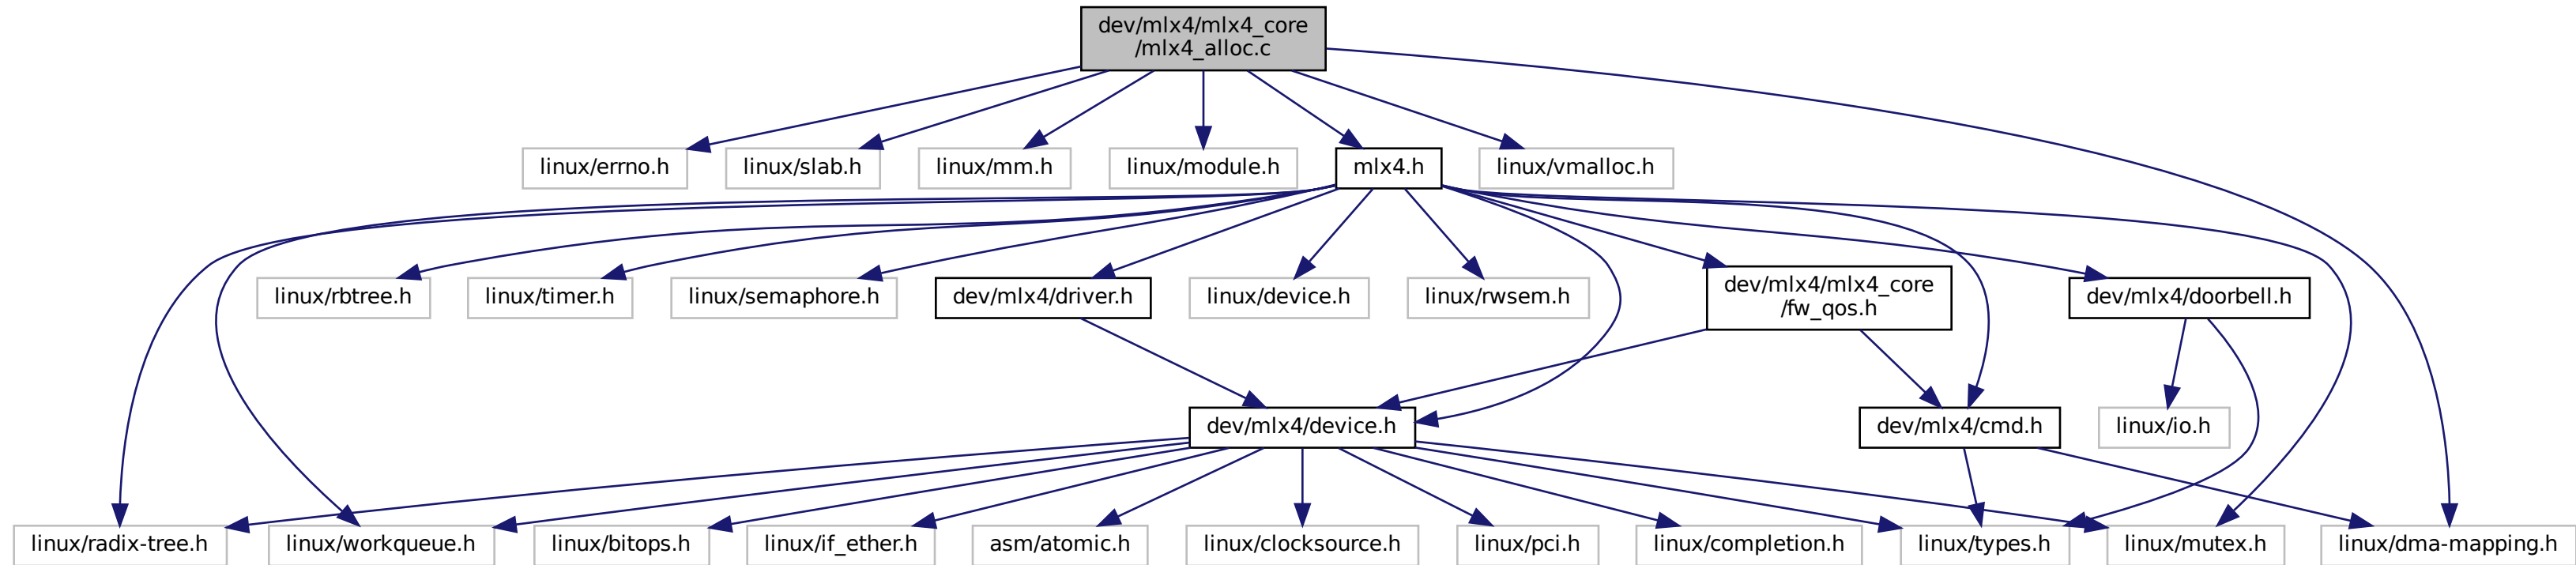 dev/mlx4/mlx4_core
/mlx4_alloc.c
linux/errno.h
linux/slab.h
linux/mm.h
linux/module.h
mlx4.h
linux/vmalloc.h
linux/rbtree.h
linux/timer.h
linux/semaphore.h
dev/mlx4/driver.h
linux/device.h
linux/rwsem.h
dev/mlx4/mlx4_core
/fw_qos.h
dev/mlx4/doorbell.h
dev/mlx4/device.h
dev/mlx4/cmd.h
linux/io.h
linux/radix-tree.h
linux/workqueue.h
linux/bitops.h
linux/if_ether.h
asm/atomic.h
linux/clocksource.h
linux/pci.h
linux/completion.h
linux/types.h
linux/mutex.h
linux/dma-mapping.h